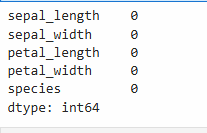 sepal_length    0
sepal_width     0
petal_length    0
petal_width     0
species         0
dtype: int64